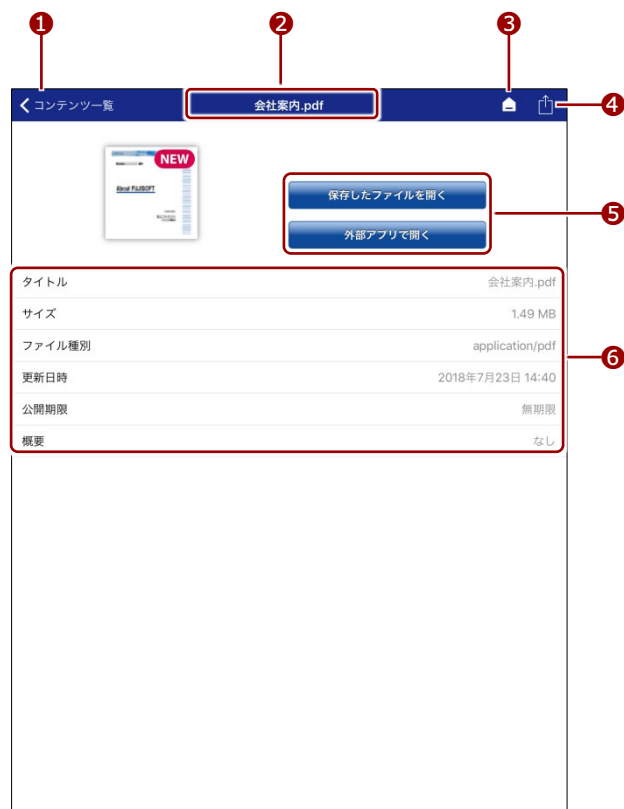 1 2 3
コンテンツ一覧 会社案内.pdf
4
NEW
About FUJISOFT
保存したファイルを開く
5
外部アプリで開く
タイトル 会社案内.pdf
サイズ 1.49 MB
ファイル種別 application/pdf
6
更新日時 2018年7月23日 14:40
公開期限 無期限
概要 なし